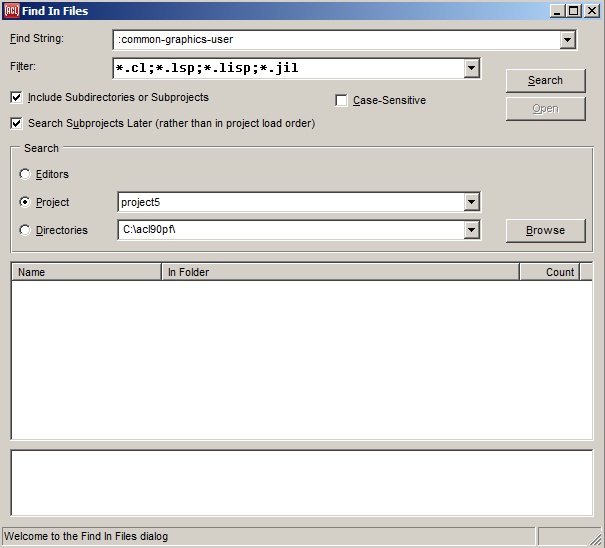 ACL Find In Files
Find String: :common-graphics-user
Filter: *.cl;*.lsp;*.lisp;*.jil
Search
Include Subdirectories or Subprojects
Case-Sensitive
Open
Search Subprojects Later (rather than in project load order)
Search
Editors
Project project5
Directories C:\acl90pf\ Browse
Name In Folder Count
Welcome to the Find In Files dialog